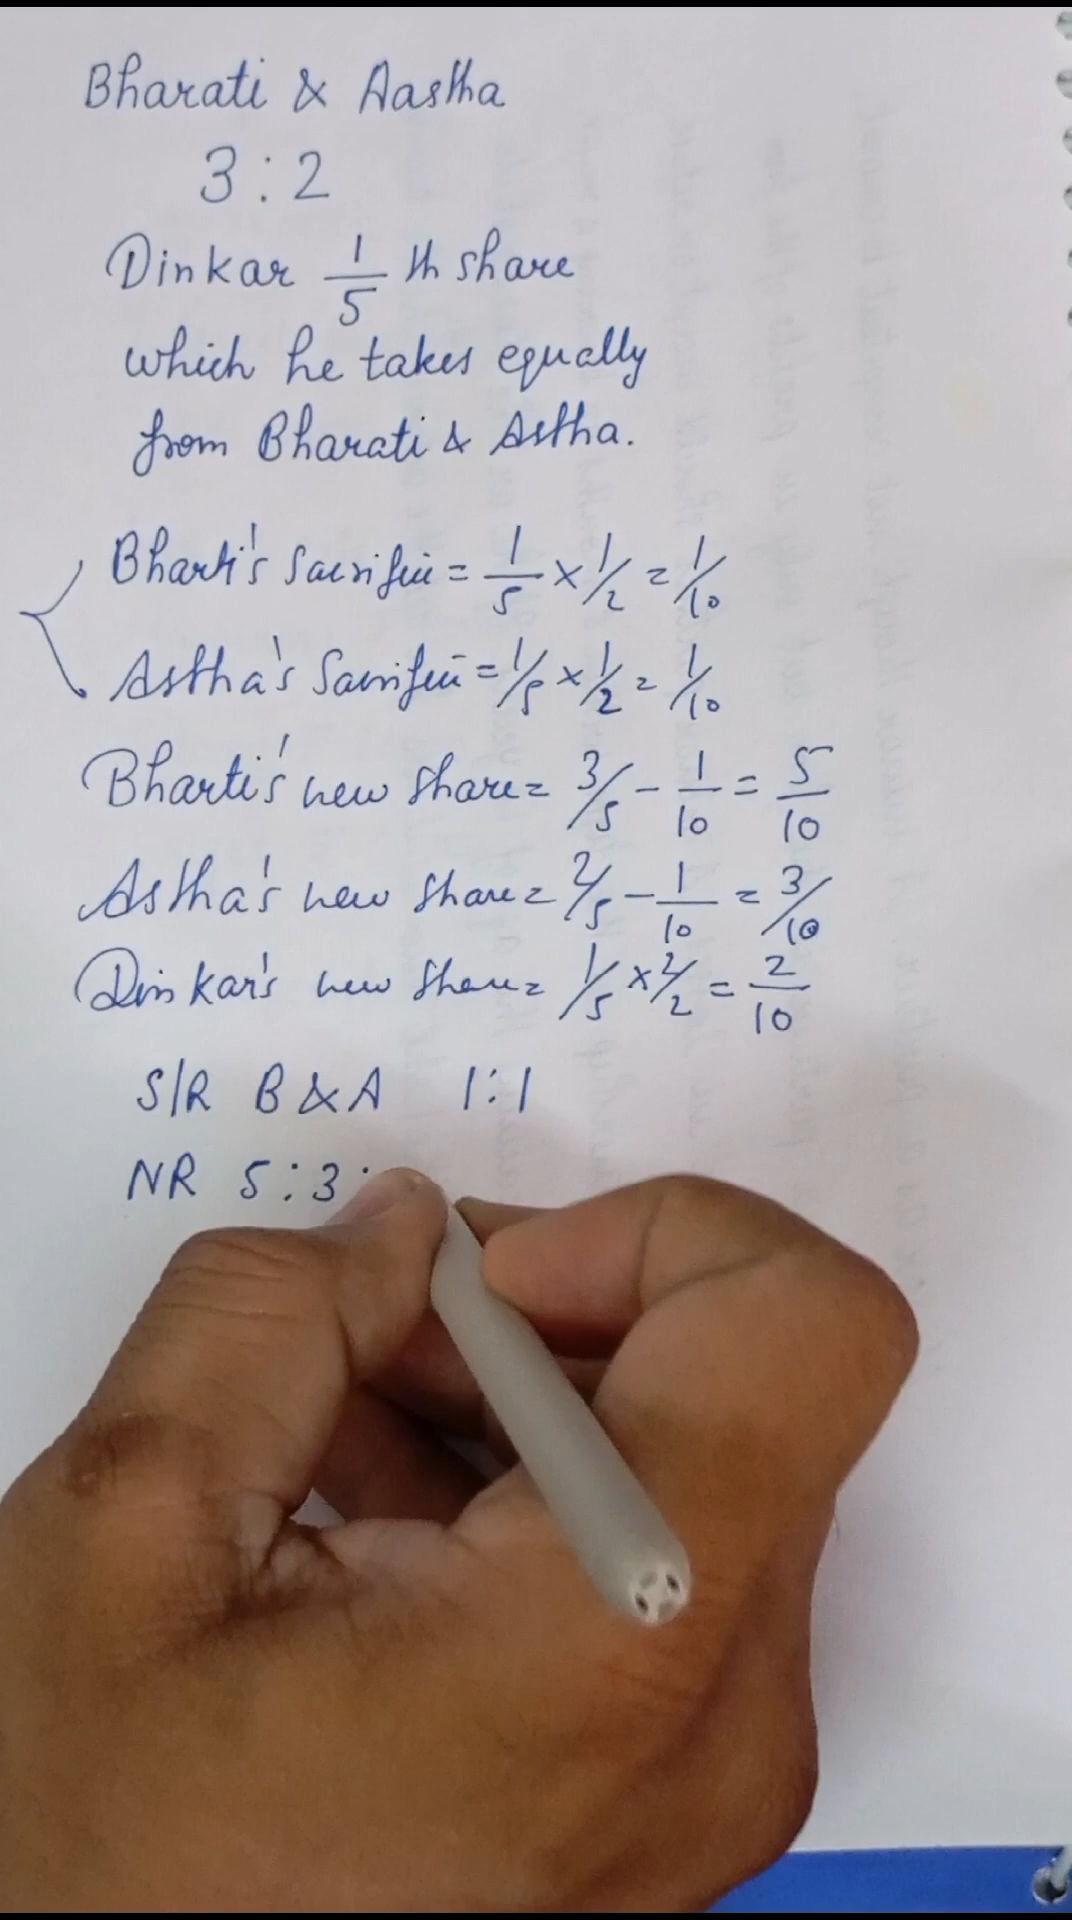 Bharati & Aastha
3 : 2
Dinkar 1/5 th share
which he takes equally
from Bharati & Astha.
Bharti's Sacrifice = 1/5 × 1/2 = 1/10
Astha's Sacrifice = 1/5 × 1/2 = 1/10
Bharti's new share = 3/5 - 1/10 = 5/10
Astha's new share = 2/5 - 1/10 = 3/10
Dinkar's new share = 1/5 × 2/2 = 2/10
S/R B & A 1:1
NR 5:3: